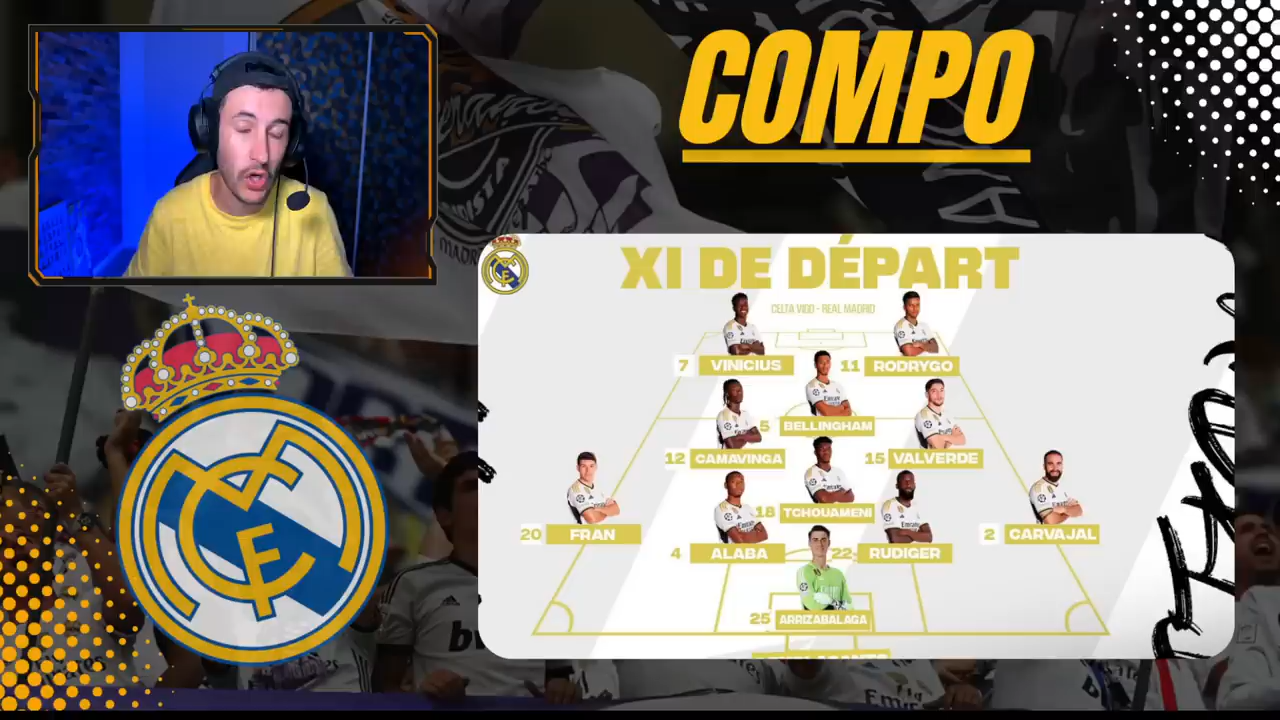 COMPO
XI DE DÉPART
CELTA VIGO - REAL MADRID
7 VINICIUS
11 RODRYGO
5 BELLINGHAM
12 CAMAVINGA
15 VALVERDE
18 TCHOUAMENI
20 FRAN
2 CARVAJAL
4 ALABA
22 RUDIGER
25 ARRIZABALAGA
MADRI